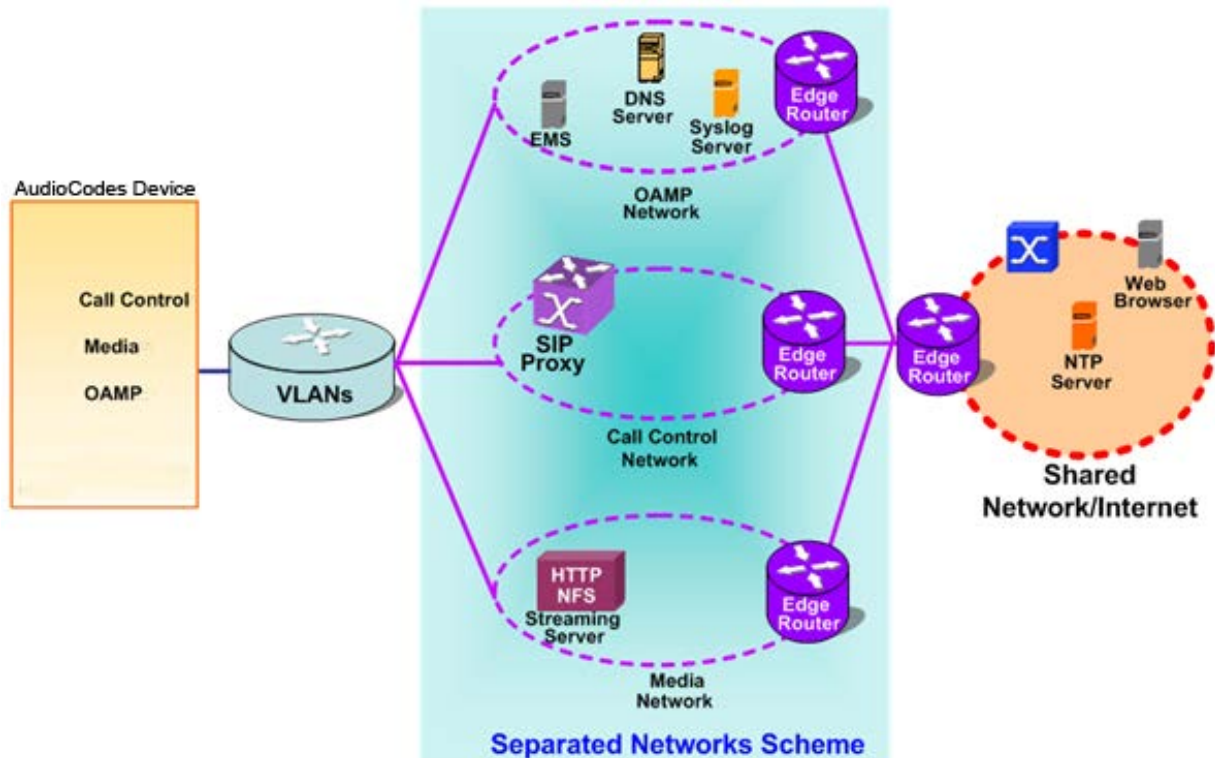 AudioCodes Device
Call Control
Media
OAMP
VLANs
EMS
DNS
Server
Syslog
Server
Edge
Router
OAMP
Network
SIP
Proxy
Edge
Router
Call Control
Network
HTTP
NFS
Streaming
Server
Edge
Router
Media
Network
Separated Networks Scheme
Edge
Router
Web
Browser
NTP
Server
Shared
Network/Internet